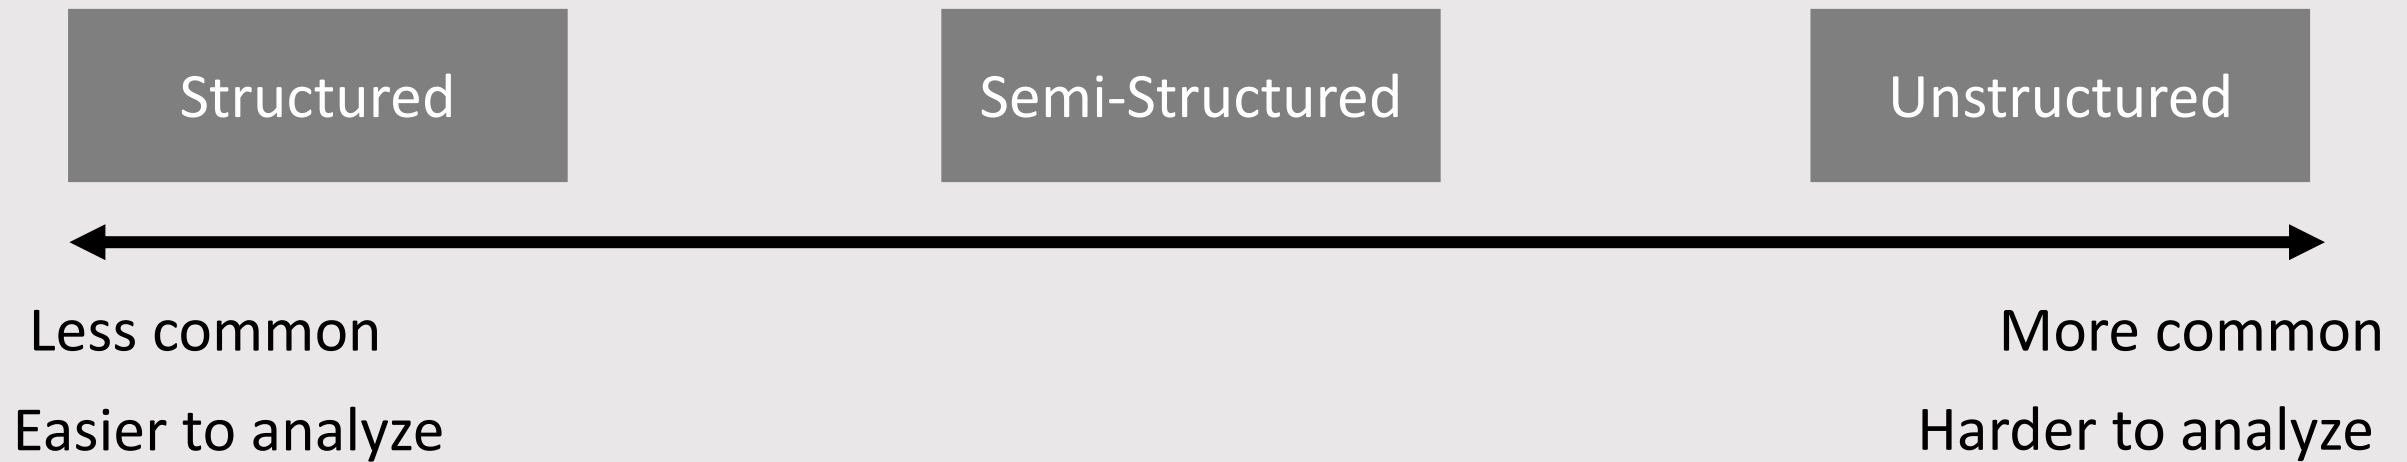 Structured
Semi-Structured
Unstructured
Less common
More common
Easier to analyze
Harder to analyze